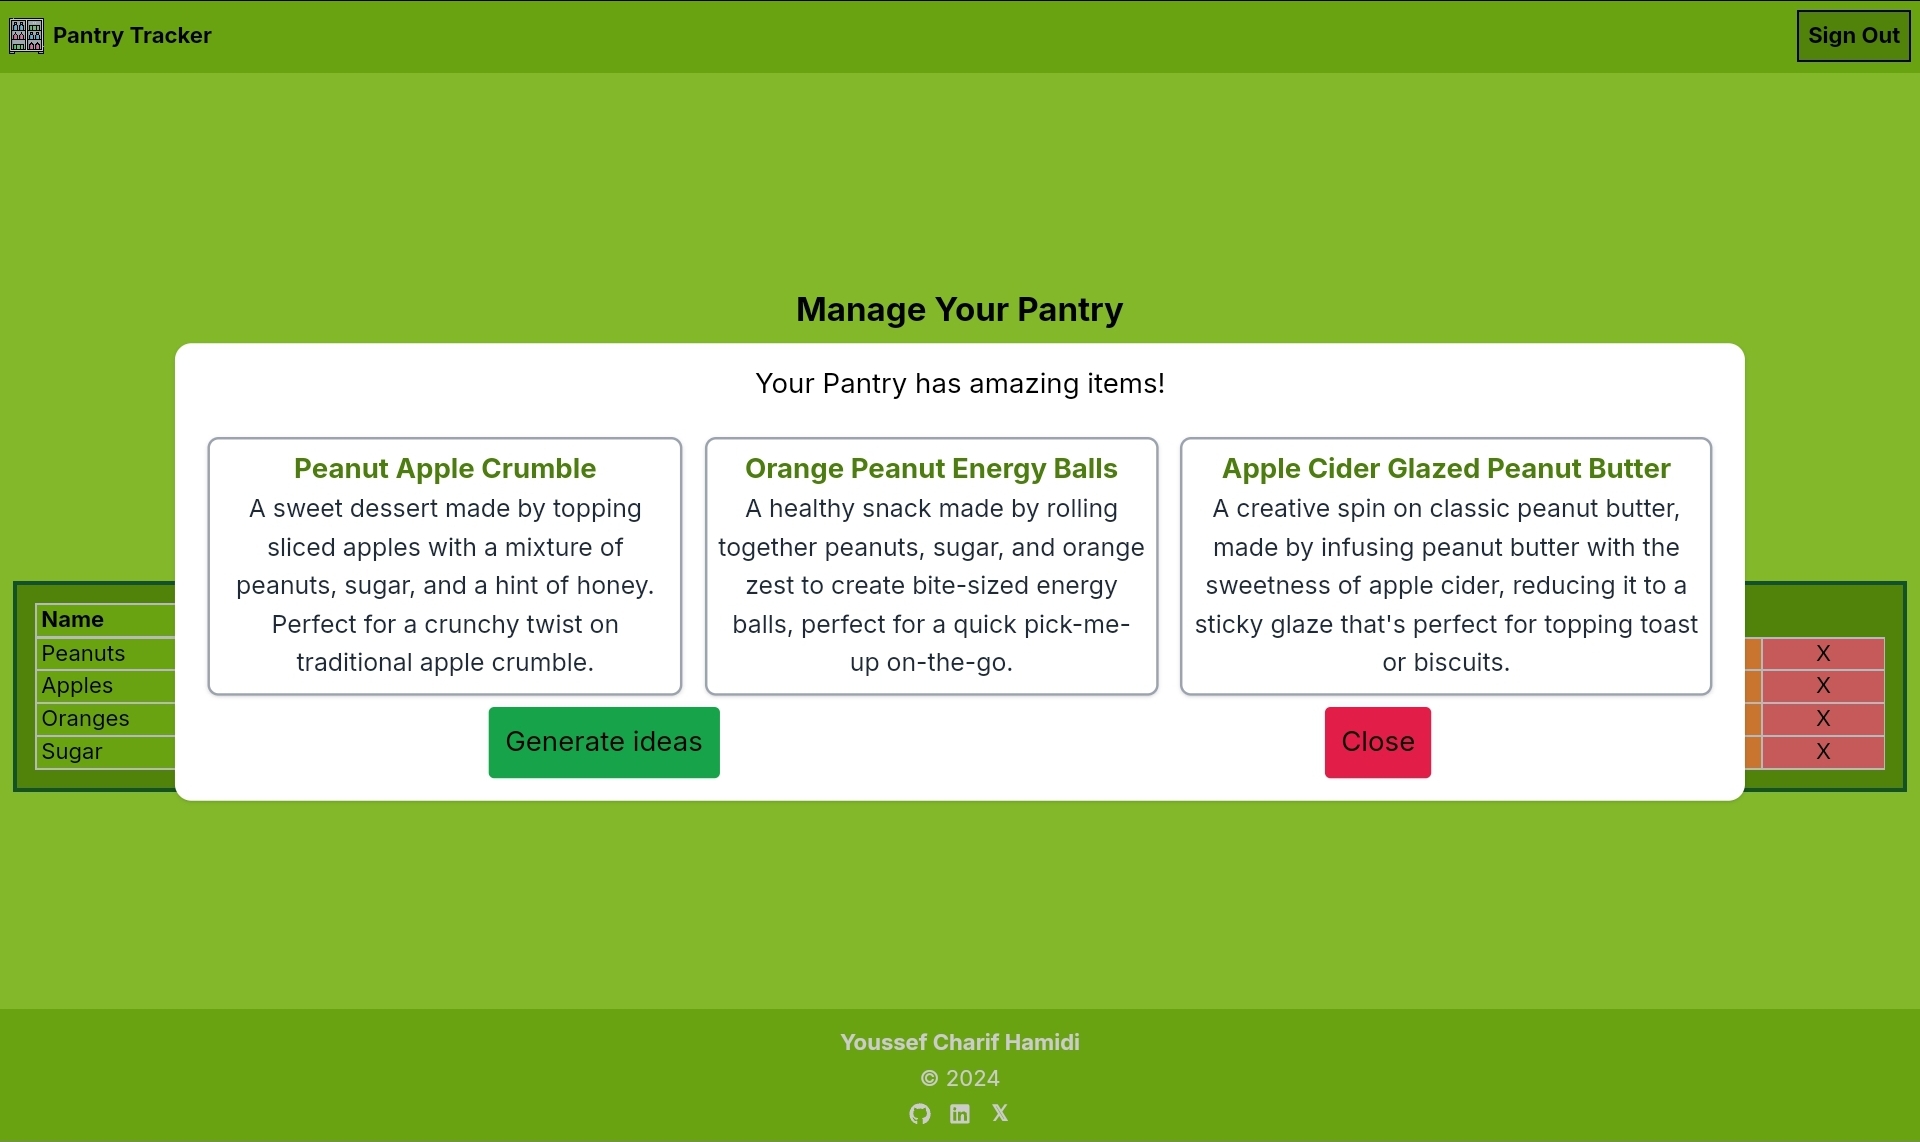 Pantry Tracker
Sign Out
Manage Your Pantry
Your Pantry has amazing items!
Peanut Apple Crumble
A sweet dessert made by topping
sliced apples with a mixture of
peanuts, sugar, and a hint of honey.
Perfect for a crunchy twist on
traditional apple crumble.
Orange Peanut Energy Balls
A healthy snack made by rolling
together peanuts, sugar, and orange
zest to create bite-sized energy
balls, perfect for a quick pick-me-
up on-the-go.
Apple Cider Glazed Peanut Butter
A creative spin on classic peanut butter,
made by infusing peanut butter with the
sweetness of apple cider, reducing it to a
sticky glaze that's perfect for topping toast
or biscuits.
Generate ideas
Close
Name
Peanuts
X
Apples
X
Oranges
X
Sugar
X
Youssef Charif Hamidi
© 2024